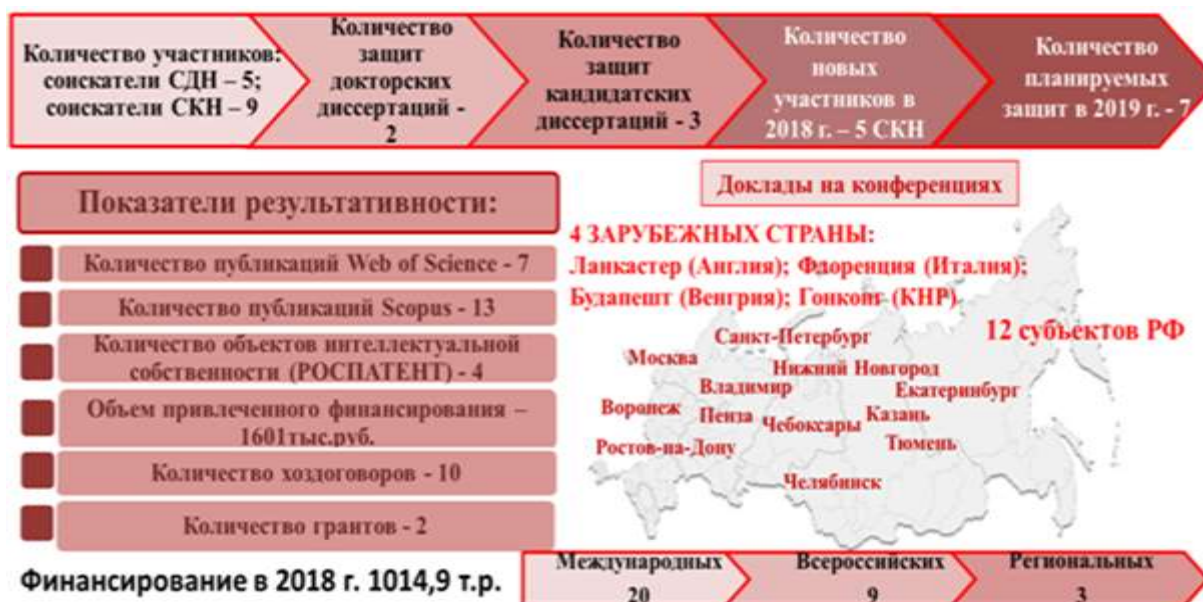 Количество участников:
соискатели СДН – 5;
соискатели СКН – 9
Количество
защит
докторских
диссертаций -
2
Количество
защит
кандидатских
диссертаций - 3
Количество
новых
участников в
2018 г. – 5 СКН
Количество
планируемых
защит в 2019 г. - 7
Показатели результативности:
Количество публикаций Web of Science - 7
Количество публикаций Scopus - 13
Количество объектов интеллектуальной
собственности (РОСПАТЕНТ) - 4
Объем привлеченного финансирования –
1601тыс.руб.
Количество хоздоговоров - 10
Количество грантов - 2
Финансирование в 2018 г. 1014,9 т.р.
Доклады на конференциях
4 ЗАРУБЕЖНЫХ СТРАНЫ:
Ланкастер (Англия); Флоренция (Италия);
Будапешт (Венгрия); Гонконг (КНР)
12 субъектов РФ
Санкт-Петербург
Москва
Нижний Новгород
Владимир
Екатеринбург
Воронеж
Пенза
Чебоксары
Казань
Ростов-на-Дону
Тюмень
Челябинск
Международных
20
Всероссийских
9
Региональных
3